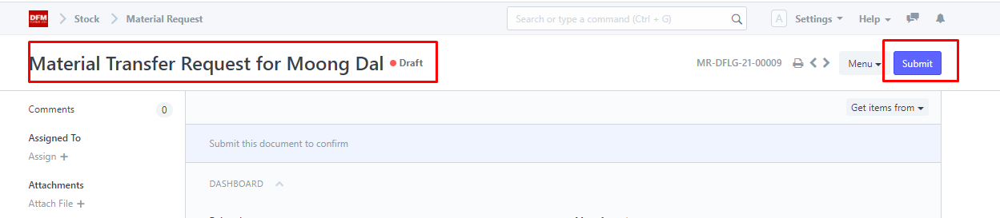 DFM
Stock
Material Request
Search or type a command (Ctrl + G)
A
Settings
Help
Material Transfer Request for Moong Dal
Draft
MR-DFLG-21-00009
Menu
Submit
Comments
0
Get items from
Assigned To
Assign +
Submit this document to confirm
Attachments
Attach File +
DASHBOARD